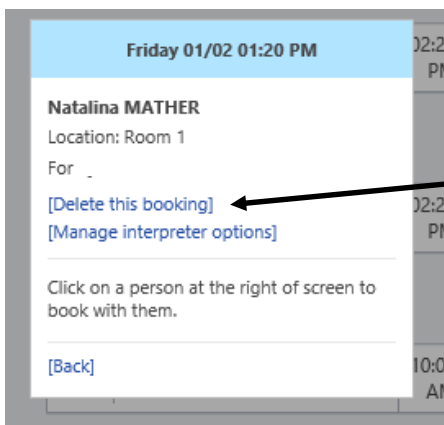 Friday 01/02 01:20 PM
Natalina MATHER
Location: Room 1
For -
[Delete this booking]
[Manage interpreter options]
Click on a person at the right of screen to
book with them.
[Back]